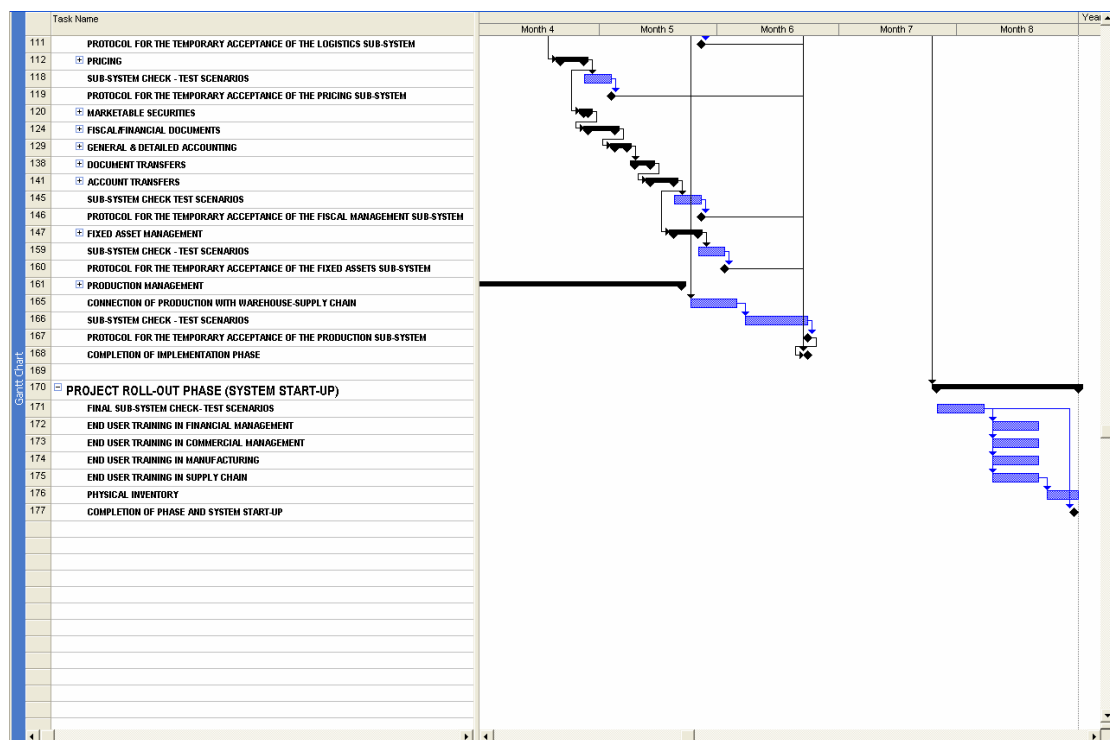 Task Name
Year
Month 4 Month 5 Month 6 Month 7 Month 8
111 PROTOCOL FOR THE TEMPORARY ACCEPTANCE OF THE LOGISTICS SUB-SYSTEM
112 PRICING
118 SUB-SYSTEM CHECK - TEST SCENARIOS
119 PROTOCOL FOR THE TEMPORARY ACCEPTANCE OF THE PRICING SUB-SYSTEM
120 MARKETABLE SECURITIES
124 FISCAL/FINANCIAL DOCUMENTS
129 GENERAL & DETAILED ACCOUNTING
138 DOCUMENT TRANSFERS
141 ACCOUNT TRANSFERS
145 SUB-SYSTEM CHECK TEST SCENARIOS
146 PROTOCOL FOR THE TEMPORARY ACCEPTANCE OF THE FISCAL MANAGEMENT SUB-SYSTEM
147 FIXED ASSET MANAGEMENT
159 SUB-SYSTEM CHECK - TEST SCENARIOS
160 PROTOCOL FOR THE TEMPORARY ACCEPTANCE OF THE FIXED ASSETS SUB-SYSTEM
161 PRODUCTION MANAGEMENT
165 CONNECTION OF PRODUCTION WITH WAREHOUSE-SUPPLY CHAIN
166 SUB-SYSTEM CHECK - TEST SCENARIOS
167 PROTOCOL FOR THE TEMPORARY ACCEPTANCE OF THE PRODUCTION SUB-SYSTEM
168 COMPLETION OF IMPLEMENTATION PHASE
169
170 PROJECT ROLL-OUT PHASE (SYSTEM START-UP)
171 FINAL SUB-SYSTEM CHECK- TEST SCENARIOS
172 END USER TRAINING IN FINANCIAL MANAGEMENT
173 END USER TRAINING IN COMMERCIAL MANAGEMENT
174 END USER TRAINING IN MANUFACTURING
175 END USER TRAINING IN SUPPLY CHAIN
176 PHYSICAL INVENTORY
177 COMPLETION OF PHASE AND SYSTEM START-UP
Gantt Chart